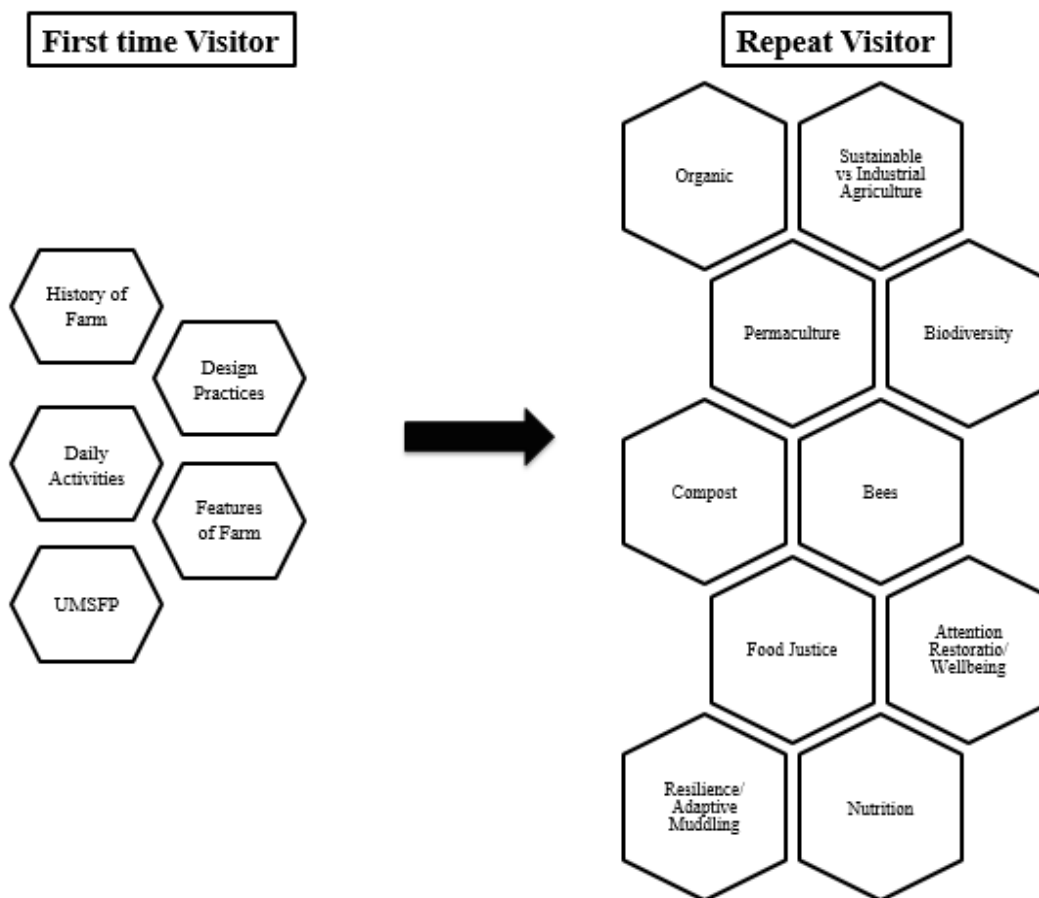 First time Visitor
History of
Farm
Design
Practices
Daily
Activities
Features
of Farm
UMSFP
Repeat Visitor
Organic
Sustainable
vs Industrial
Agriculture
Permaculture
Biodiversity
Compost
Bees
Food Justice
Attention
Restoratio/
Wellbeing
Resilience/
Adaptive
Muddling
Nutrition